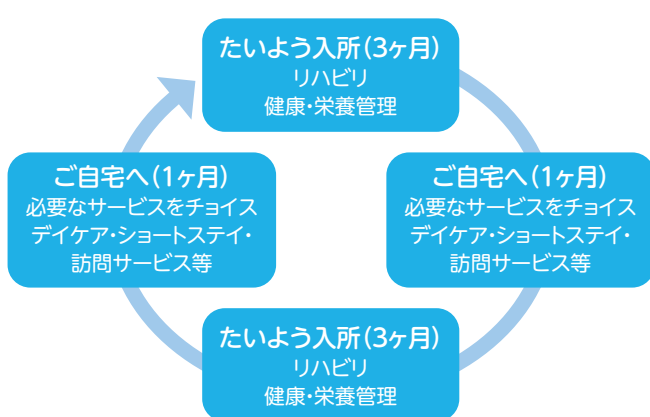 たいよう入所(3ヶ月)
リハビリ
健康・栄養管理
ご自宅へ(1ヶ月)
必要なサービスをチョイス
デイケア・ショートステイ・
訪問サービス等
ご自宅へ(1ヶ月)
必要なサービスをチョイス
デイケア・ショートステイ・
訪問サービス等
たいよう入所(3ヶ月)
リハビリ
健康・栄養管理